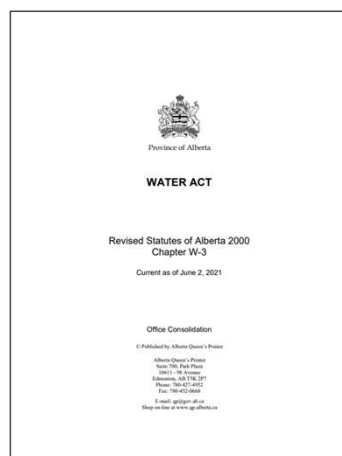 Province of Alberta
WATER ACT
Revised Statutes of Alberta 2000
Chapter W-3
Current as of June 2, 2021
Office Consolidation
© Published by Alberta Queen's Printer
Alberta Queen's Printer
Suite 700, Park Plaza
10611 - 98 Avenue
Edmonton, AB T5K 2P7
Phone: 780-427-4952
Fax: 780-452-0668
E-mail: qp@gov.ab.ca
Shop on-line at www.qp.alberta.ca